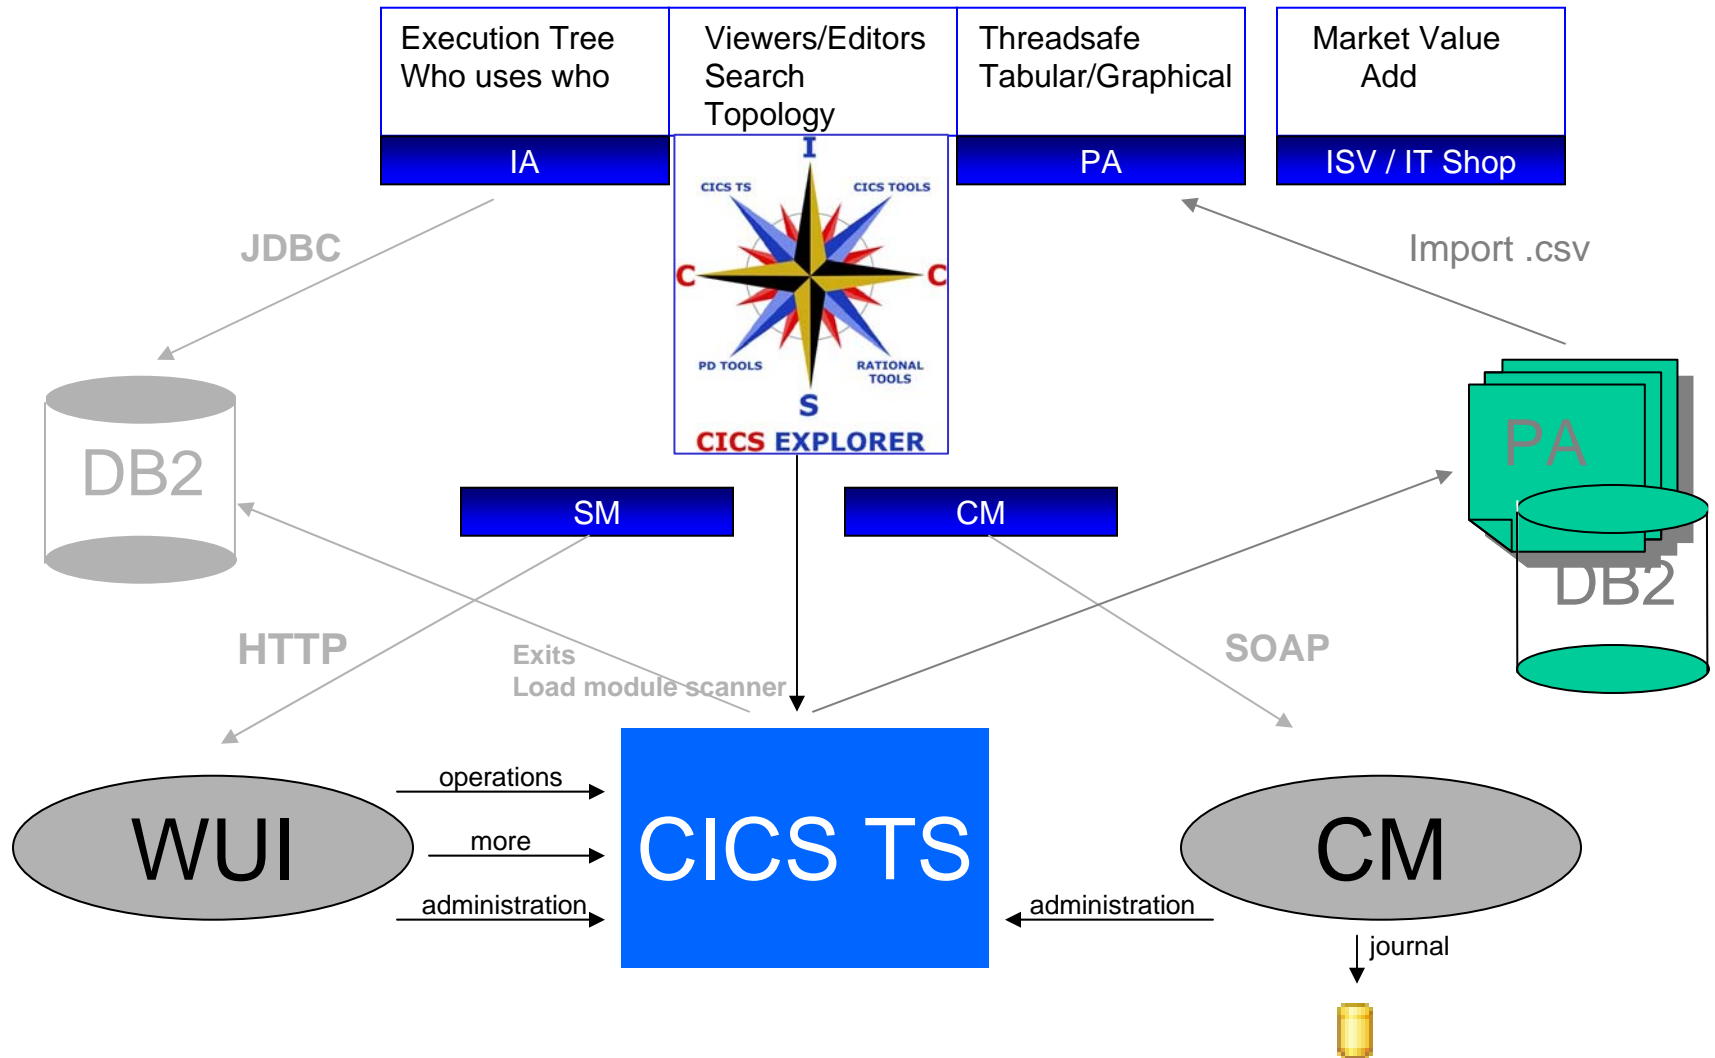 Execution Tree
Who uses who
Viewers/Editors
Search
Topology
Threadsafe
Tabular/Graphical
Market Value
Add
IA
PA
ISV / IT Shop
I
CICS TS
CICS TOOLS
C
C
PD TOOLS
RATIONAL
TOOLS
S
CICS EXPLORER
JDBC
Import .csv
DB2
PA
DB2
SM
CM
HTTP
Exits
Load module scanner
SOAP
WUI
operations
more
administration
CICS TS
administration
CM
journal